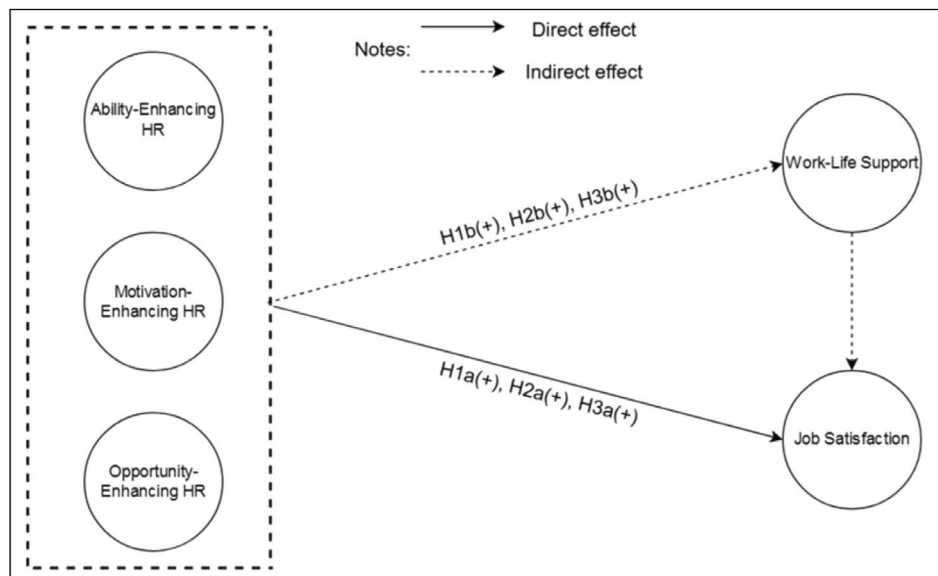 Notes:
Direct effect
Indirect effect
Ability-Enhancing
HR
Motivation-
Enhancing HR
Opportunity-
Enhancing HR
H1b(+), H2b(+), H3b(+)
H1a(+), H2a(+), H3a(+)
Work-Life Support
Job Satisfaction